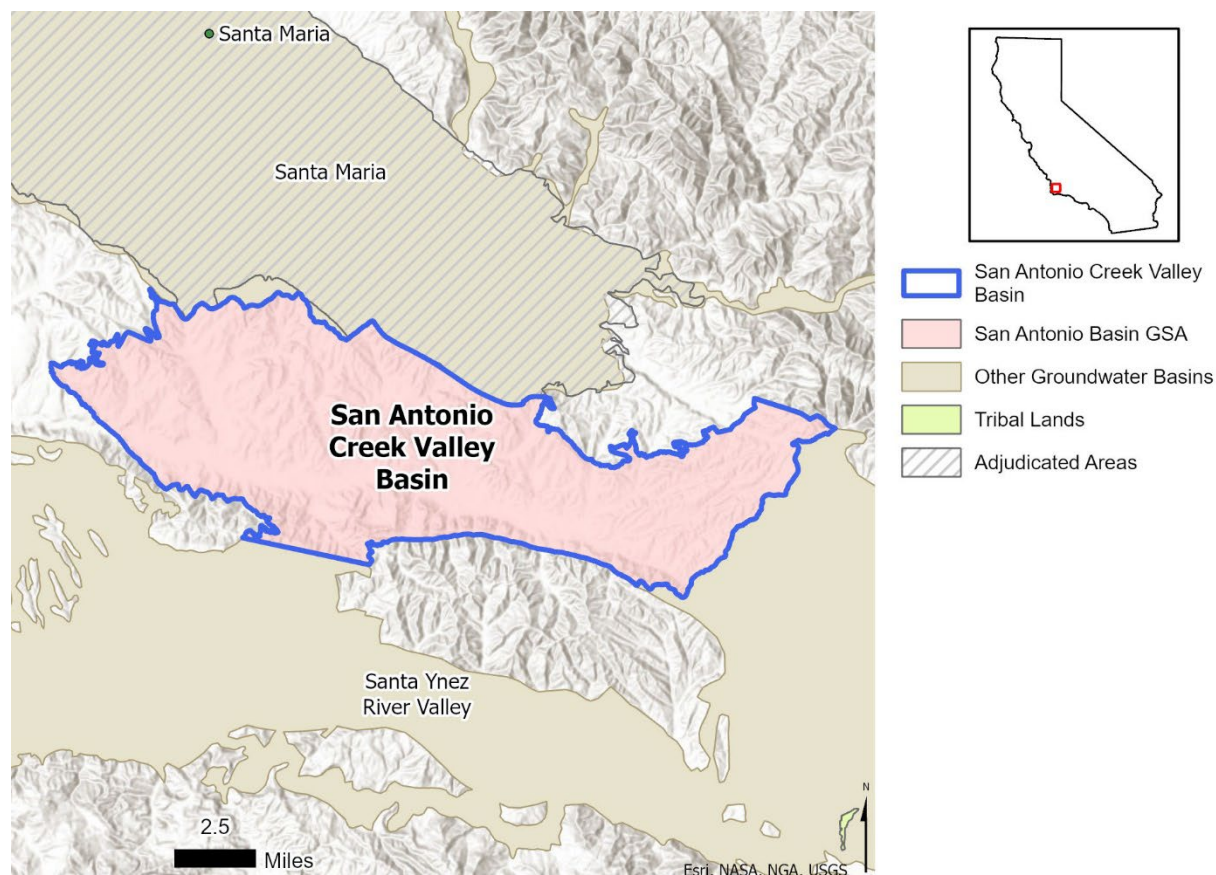 Santa Maria
Santa Maria
San Antonio
Creek Valley
Basin
Santa Ynez
River Valley
2.5
Miles
N
Esri, NASA, NGA, USGS
San Antonio Creek Valley
Basin
San Antonio Basin GSA
Other Groundwater Basins
Tribal Lands
Adjudicated Areas